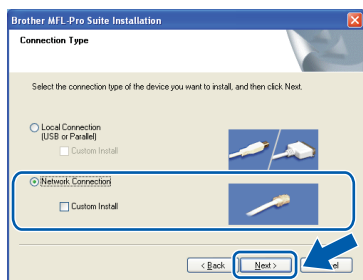 Brother MFL-Pro Suite Installation
Connection Type
Select the connection type of the device you want to install, and then click Next.
Local Connection
(USB or Parallel)
Custom Install
Network Connection
Custom Install
< Back
Next >